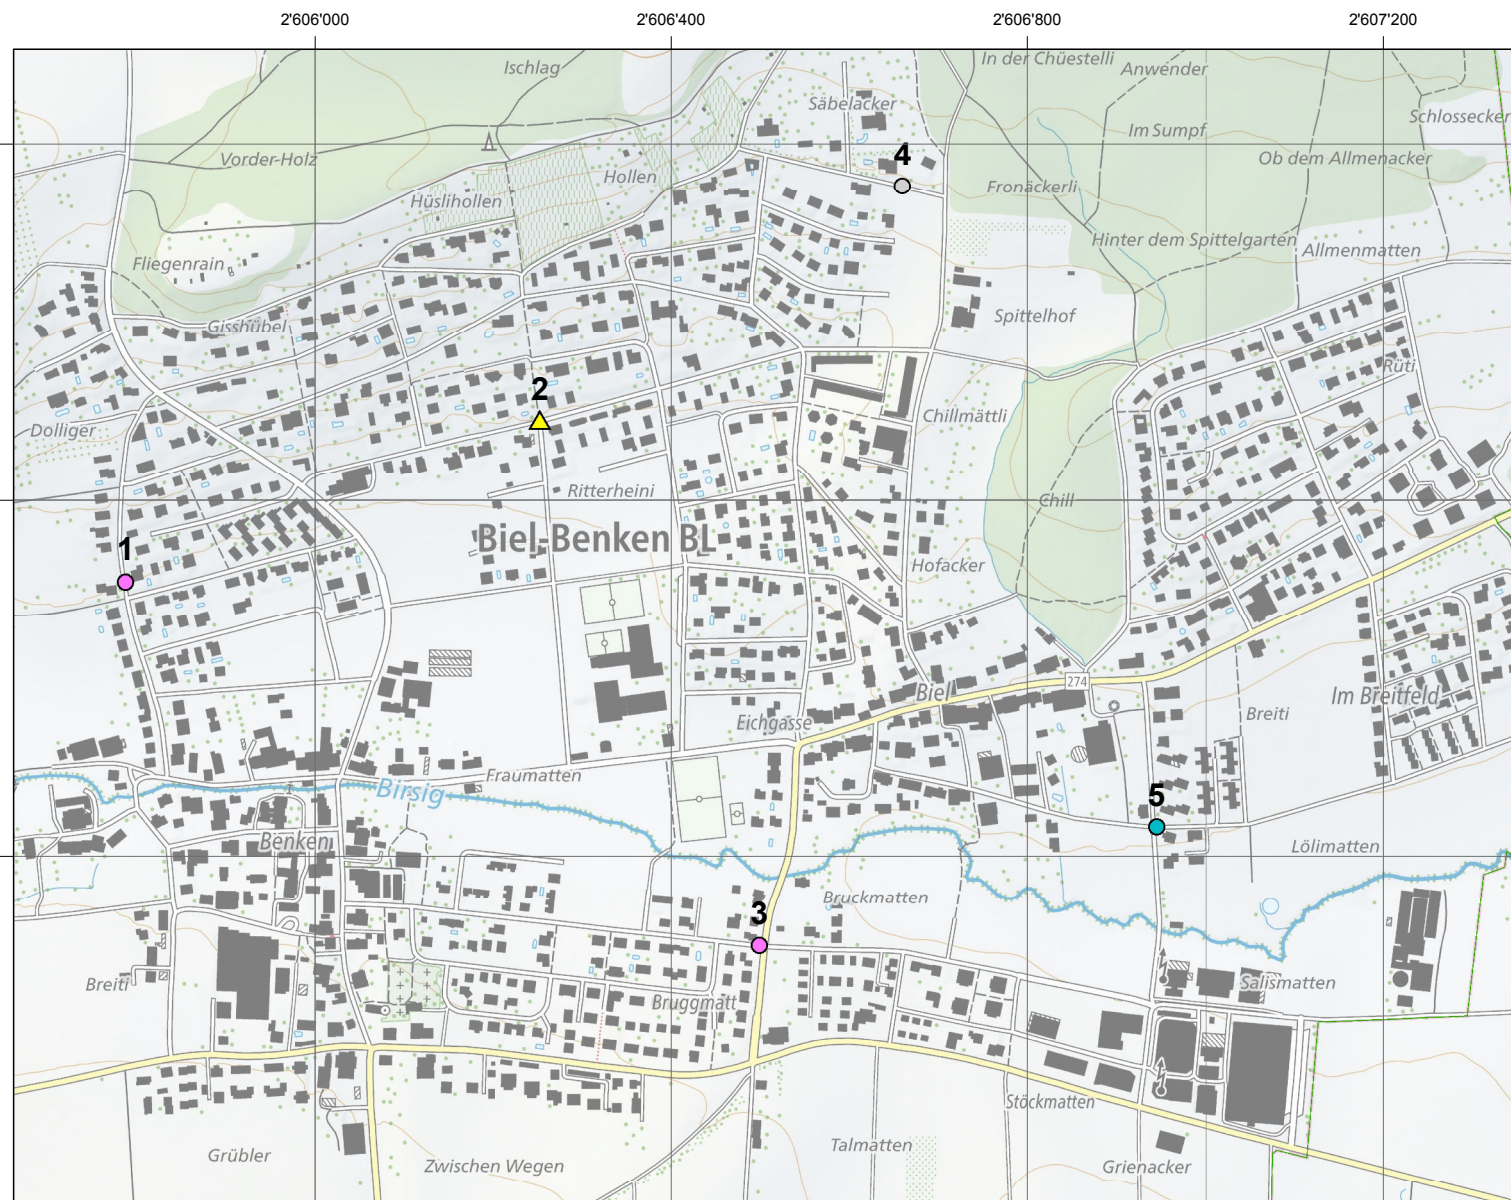 2'606'000 2'606'400 2'606'800 2'607'200
Ischlag
In der Chüestelli
Anwender
Säbelacker
Schlossecker
Im Sumpf
Vorder-Holz
4
Ob dem Allmenacker
Hollen
Fronäckerli
Hüslihollen
Hinter dem Spittelgarten
Allmenmatten
Fliegenrain
Spittelhof
Gisshübel
Rüti
2
Chillmättli
Dolliger
Ritterheini
Chill
Biel-Benken BL
1
Hofacker
274
Biel
Im Breitfeld
Eichgasse
Breiti
Fraumatten
Birsig
5
Benken
Lölimatten
Bruckmatten
3
Breiti
Salismatten
Bruggmatt
Stöckmatten
Talmatten
Grübler
Zwischen Wegen
Grienacker